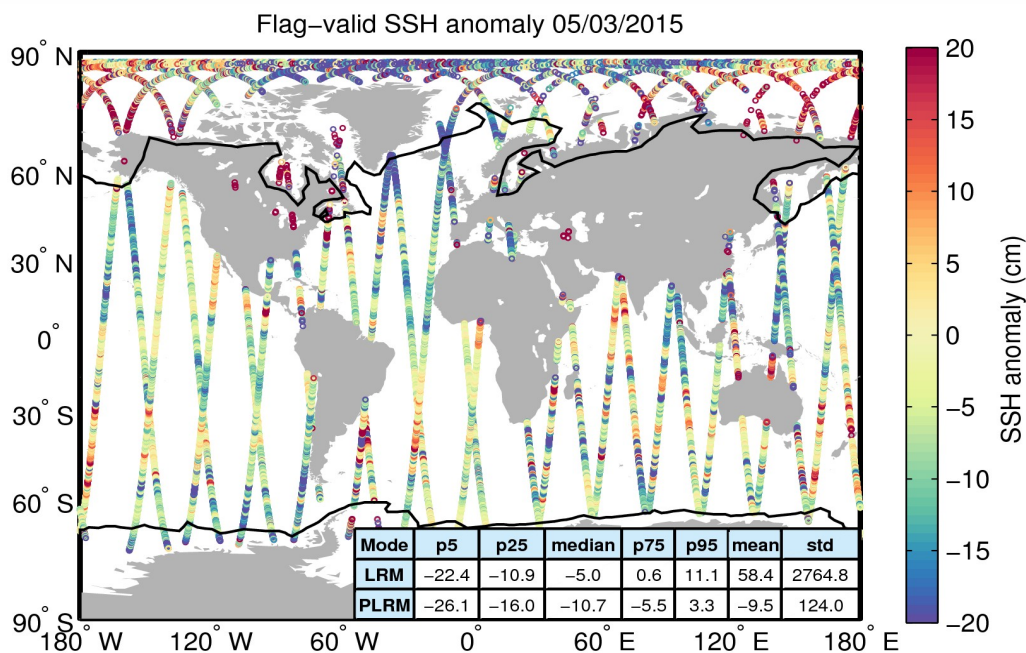 Flag−valid SSH anomaly 05/03/2015
90° N
60° N
30° N
0°
30° S
60° S
90° S
180° W
120° W
60° W
0°
60° E
120° E
180° E
Mode p5 p25 median p75 p95 mean std
LRM −22.4 −10.9 −5.0 0.6 11.1 58.4 2764.8
PLRM −26.1 −16.0 −10.7 −5.5 3.3 −9.5 124.0
20
15
10
5
0
−5
−10
−15
−20
SSH anomaly (cm)